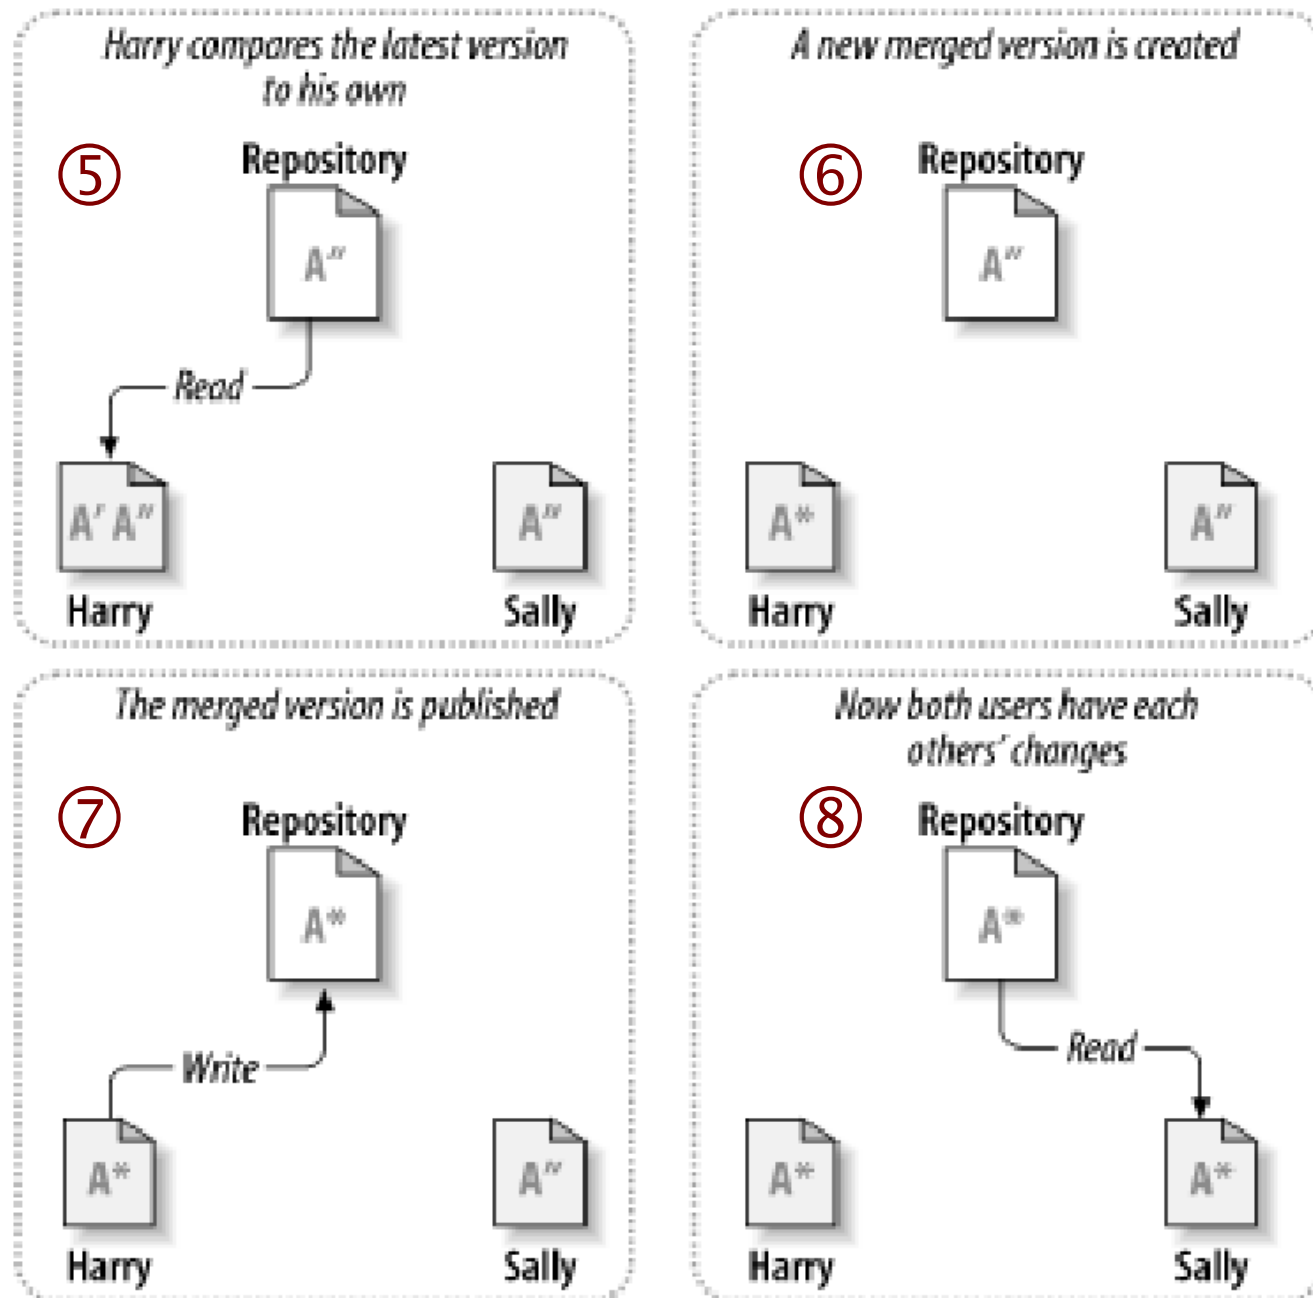 Harry compares the latest version
to his own
⑤
Repository
A″
Read
A′ A″
A″
Harry
Sally
A new merged version is created
⑥
Repository
A″
A*
A″
Harry
Sally
The merged version is published
⑦
Repository
A*
Write
A*
A″
Harry
Sally
Now both users have each
others’ changes
⑧
Repository
A*
Read
A*
A*
Harry
Sally